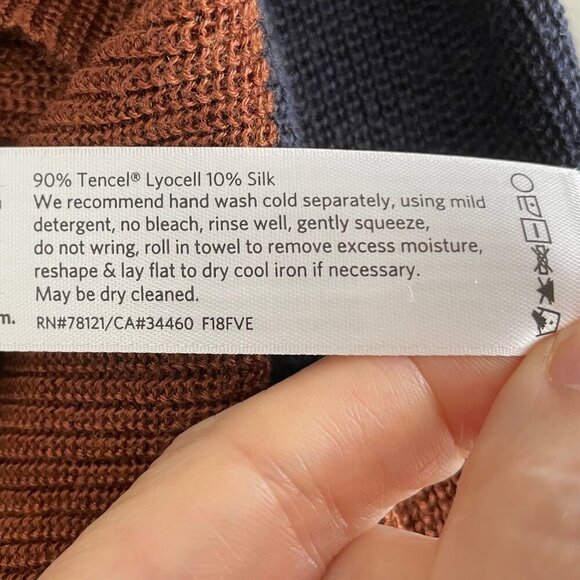 90% Tencel® Lyocell 10% Silk
We recommend hand wash cold separately, using mild
detergent, no bleach, rinse well, gently squeeze,
do not wring, roll in towel to remove excess moisture,
reshape & lay flat to dry cool iron if necessary.
May be dry cleaned.
m. RN#78121/CA#34460 F18FVE